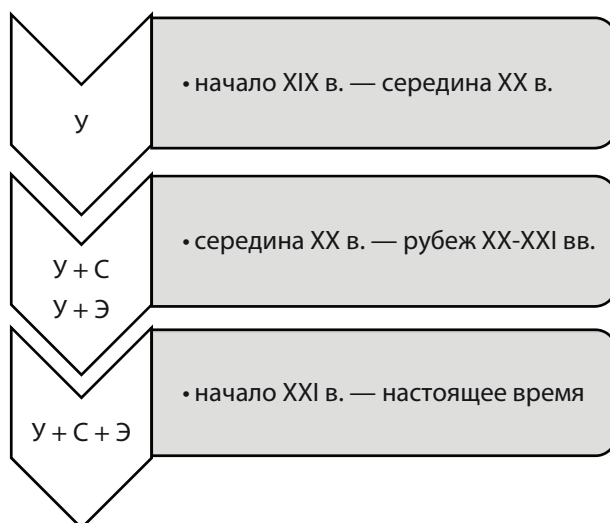 У
• начало XIX в. — середина XX в.
У + С
У + Э
• середина XX в. — рубеж XX-XXI вв.
У + С + Э
• начало XXI в. — настоящее время